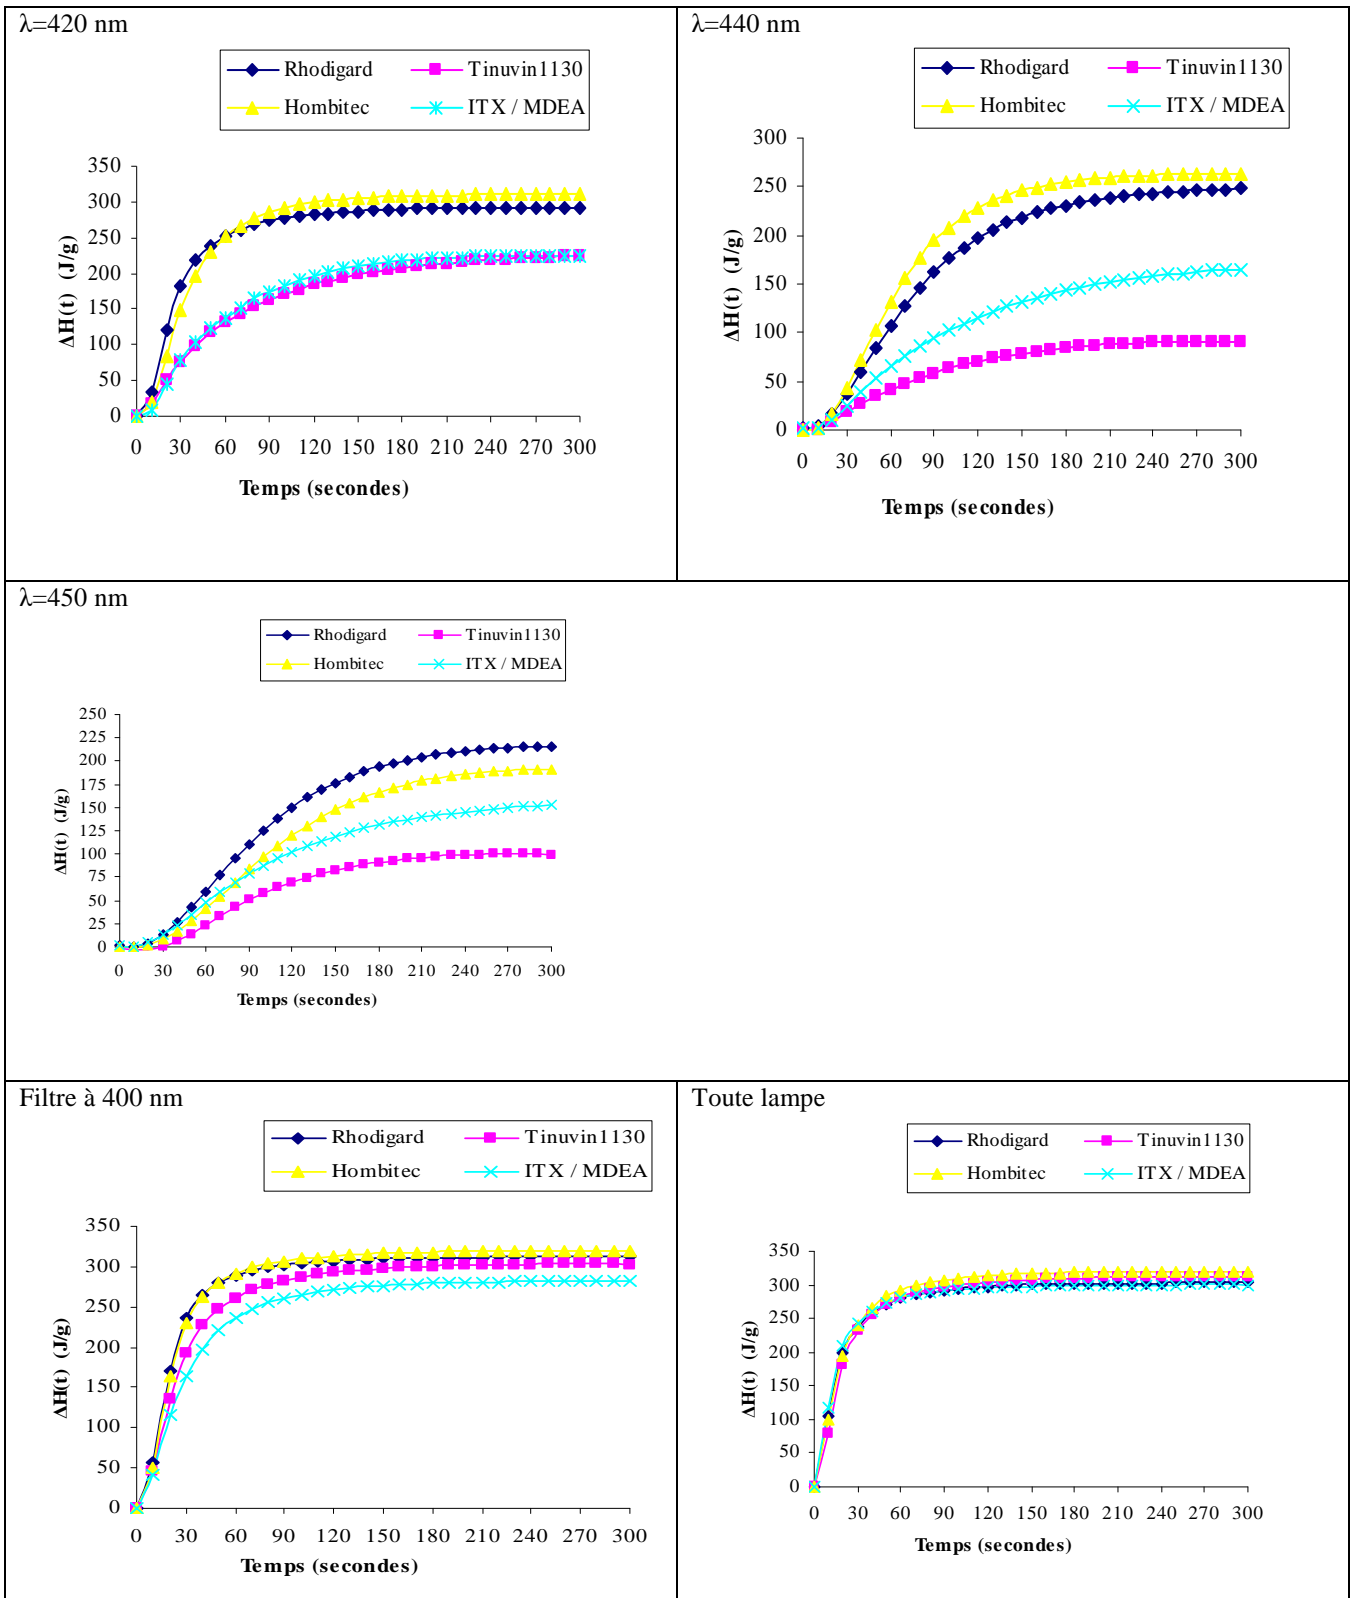 λ=420 nm
Rhodigard Tinuvin1130
Hombitec ITX / MDEA
350
300
250
200
150
100
50
0
ΔH(t) (J/g)
0 30 60 90 120 150 180 210 240 270 300
Temps (secondes)
λ=440 nm
Rhodigard Tinuvin1130
Hombitec ITX / MDEA
300
250
200
150
100
50
0
ΔH(t) (J/g)
0 30 60 90 120 150 180 210 240 270 300
Temps (secondes)
λ=450 nm
Rhodigard Tinuvin1130
Hombitec ITX / MDEA
250
225
200
175
150
125
100
75
50
25
0
ΔH(t) (J/g)
0 30 60 90 120 150 180 210 240 270 300
Temps (secondes)
Filtre à 400 nm
Rhodigard Tinuvin1130
Hombitec ITX / MDEA
350
300
250
200
150
100
50
0
ΔH(t) (J/g)
0 30 60 90 120 150 180 210 240 270 300
Temps (secondes)
Toute lampe
Rhodigard Tinuvin1130
Hombitec ITX / MDEA
350
300
250
200
150
100
50
0
ΔH(t) (J/g)
0 30 60 90 120 150 180 210 240 270 300
Temps (secondes)